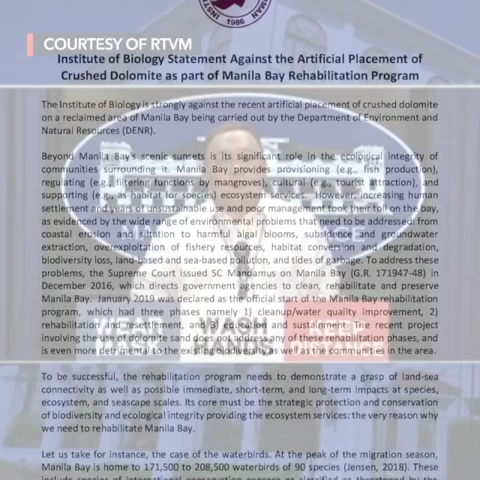 1986
COURTESY OF RTVM
Institute of Biology Statement Against the Artificial Placement of
Crushed Dolomite as part of Manila Bay Rehabilitation Program
The Institute of Biology is strongly against the recent artificial placement of crushed dolomite
on a reclaimed area of Manila Bay being carried out by the Department of Environment and
Natural Resources (DENR).
Beyond Manila Bay's scenic sunsets is its significant role in the ecological integrity of
communities surrounding it. Manila Bay provides provisioning (e.g., fish production),
regulating (e.g., filtering functions by mangroves), cultural (e.g., tourist attraction), and
supporting (e.g., as habitat for species) ecosystem services. However, increasing human
settlement and years of unsustainable use and poor management took their toll on the bay,
as evidenced by the wide range of environmental problems that need to be addressed: from
coastal erosion and siltation to harmful algal blooms, subsidence and groundwater
extraction, overexploitation of fishery resources, habitat conversion and degradation,
biodiversity loss, land-based and sea-based pollution, and tides of garbage. To address these
problems, the Supreme Court issued SC Mandamus on Manila Bay (G.R. 171947-48) in
December 2016, which direct government agencies to clean, rehabilitate and preserve
Manila Bay. January 2019 was declared as the official start of the Manila Bay rehabilitation
program, which has three phases namely 1) cleanup/water quality improvement, 2)
rehabilitation and resettlement, and 3) education and sustainment. The recent project
involving the dolomite sand does not address any of these rehabilitation phases, and
is even more detrimental to the existing biodiversity as well as the communities in the area.
WEAR MASK
WASH HANDS
KEEP DISTANCE
To be successful, the rehabilitation program needs to demonstrate a grasp of land-sea
connectivity as well as possible immediate, short-term, and long-term impacts at species,
ecosystem, and seascape scales. Its core must be the strategic protection and conservation
of biodiversity and ecological integrity providing the ecosystem services: the very reason why
we need to rehabilitate Manila Bay.
Let us take for instance, the case of the waterbirds. At the peak of the migration season,
Manila Bay is home to 171,500 to 208,500 waterbirds of 90 species (Jensen, 2018). These